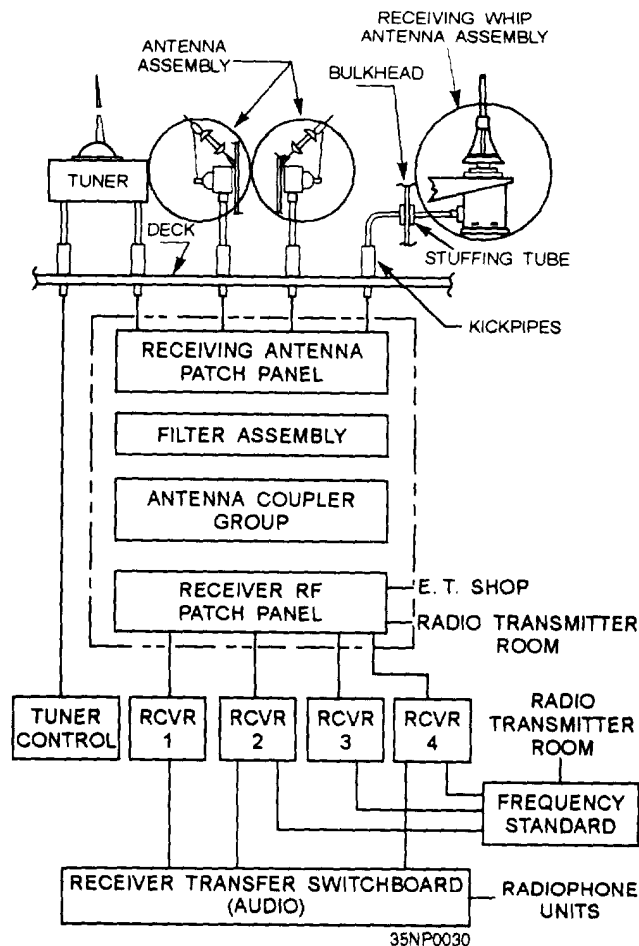 RECEIVING WHIP
ANTENNA ASSEMBLY
ANTENNA
ASSEMBLY
BULKHEAD
TUNER
DECK
STUFFING TUBE
KICKPIPES
RECEIVING ANTENNA
PATCH PANEL
FILTER ASSEMBLY
ANTENNA COUPLER
GROUP
RECEIVER RF
PATCH PANEL
E. T. SHOP
RADIO TRANSMITTER
ROOM
TUNER
CONTROL
RCVR
1
RCVR
2
RCVR
3
RCVR
4
RADIO
TRANSMITTER
ROOM
FREQUENCY
STANDARD
RECEIVER TRANSFER SWITCHBOARD
(AUDIO)
RADIOPHONE
UNITS
35NP0030